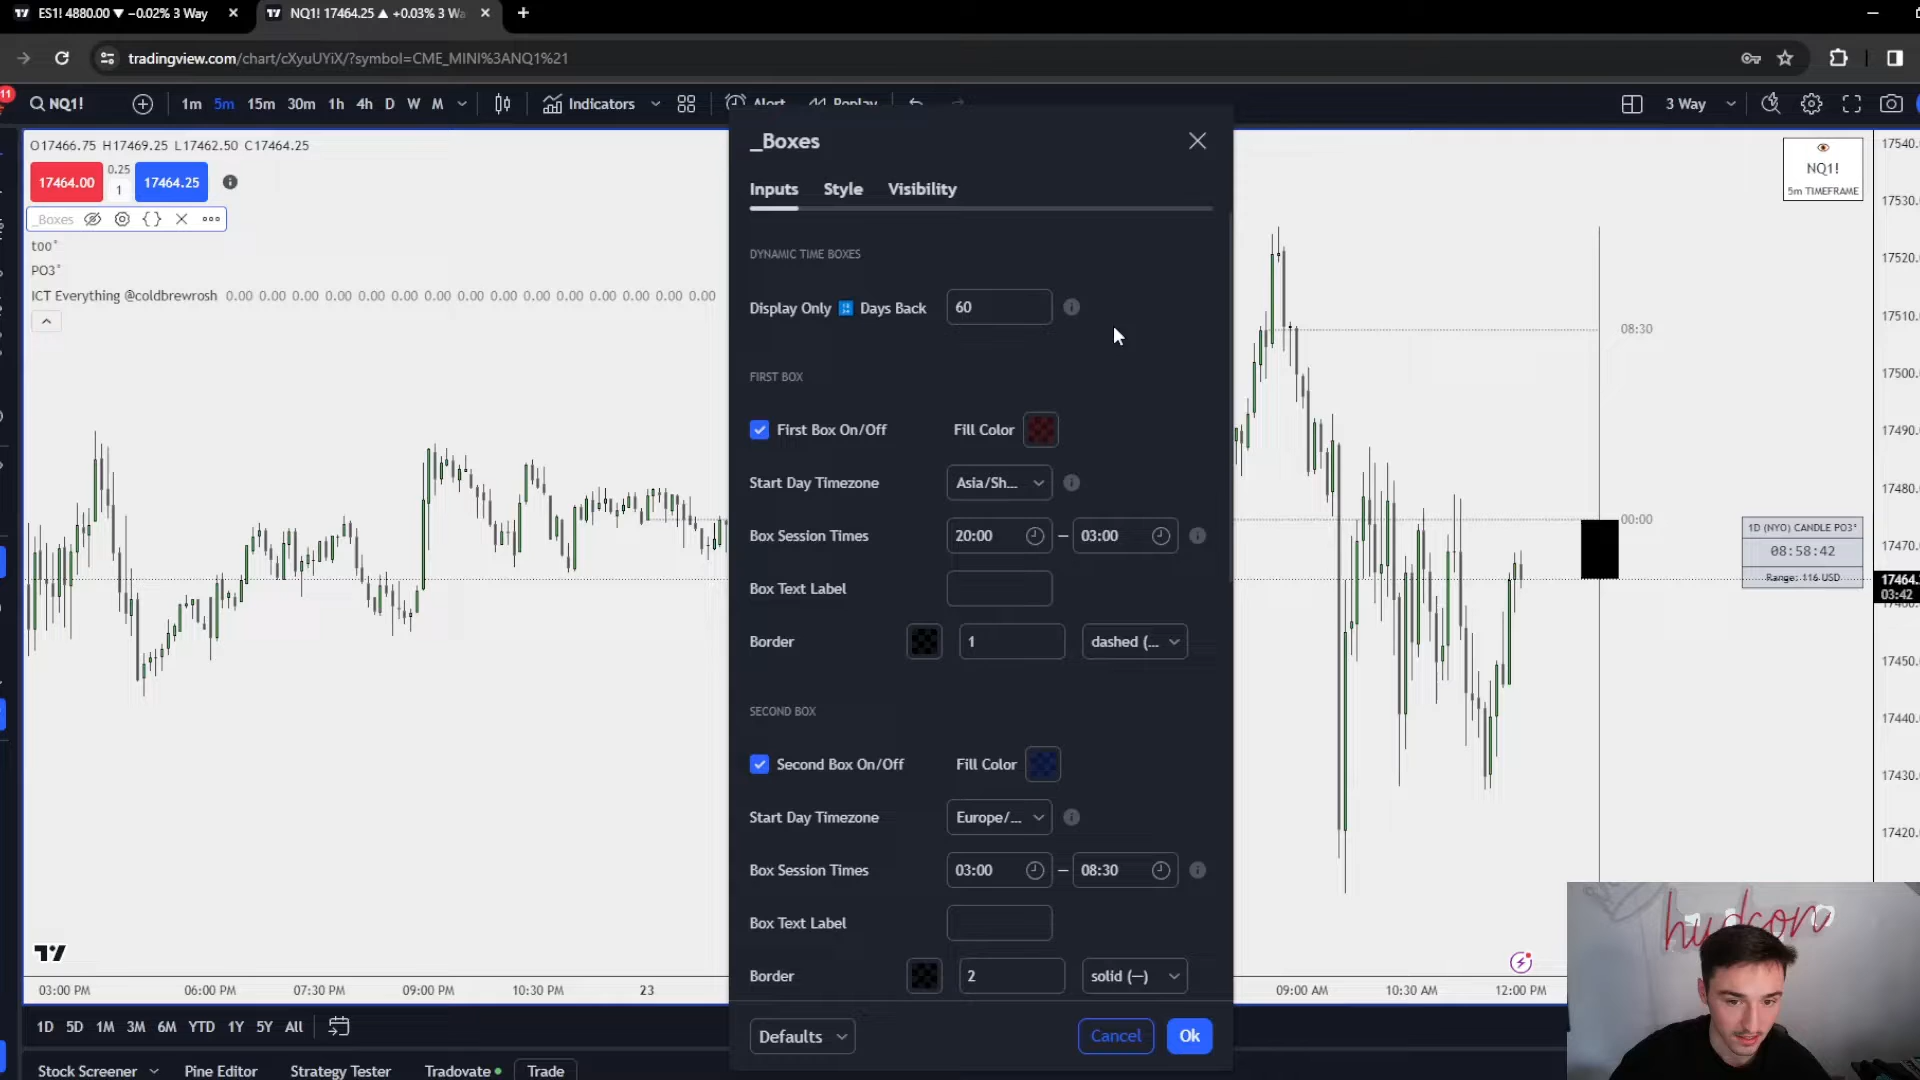 ES1! 4880.00 ▼ −0.02% 3 Way
NQ1! 17464.25 ▲ +0.03% 3 Wa
tradingview.com/chart/cXyuUYiX/?symbol=CME_MINI%3ANQ1%21
11
NQ1!
1m 5m 15m 30m 1h 4h D W M
Indicators
Alert
Replay
3 Way
O17466.75 H17469.25 L17462.50 C17464.25
17464.00
0.25
1
17464.25
_Boxes
too*
PO3*
ICT Everything @coldbrewrosh 0.00 0.00 0.00 0.00 0.00 0.00 0.00 0.00 0.00 0.00 0.00 0.00 0.00 0.00 0.00
_Boxes
Inputs
Style
Visibility
DYNAMIC TIME BOXES
Display Only Days Back
60
FIRST BOX
First Box On/Off
Fill Color
Start Day Timezone
Asia/Sh...
Box Session Times
20:00 – 03:00
Box Text Label
Border
1
dashed (...
SECOND BOX
Second Box On/Off
Fill Color
Start Day Timezone
Europe/...
Box Session Times
03:00 – 08:30
Box Text Label
Border
2
solid (—)
Defaults
Cancel
Ok
NQ1!
5m TIMEFRAME
08:30
00:00
1D (NYO) CANDLE PO3*
08:58:42
Range: 116 USD
17540.
17530.
17520.
17510.
17500.
17490.
17480.
17470.
17464.
03:42
17450.
17440.
17430.
17420.
03:00 PM
06:00 PM
07:30 PM
09:00 PM
10:30 PM
23
09:00 AM
10:30 AM
12:00 PM
1D 5D 1M 3M 6M YTD 1Y 5Y All
Stock Screener
Pine Editor
Strategy Tester
Tradovate
Trade
hudson